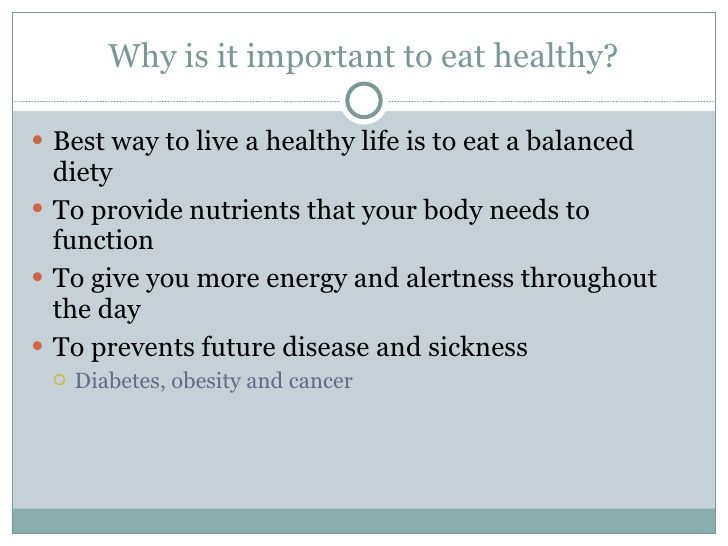 Why is it important to eat healthy?
Best way to live a healthy life is to eat a balanced
diety
To provide nutrients that your body needs to
function
To give you more energy and alertness throughout
the day
To prevents future disease and sickness
Diabetes, obesity and cancer